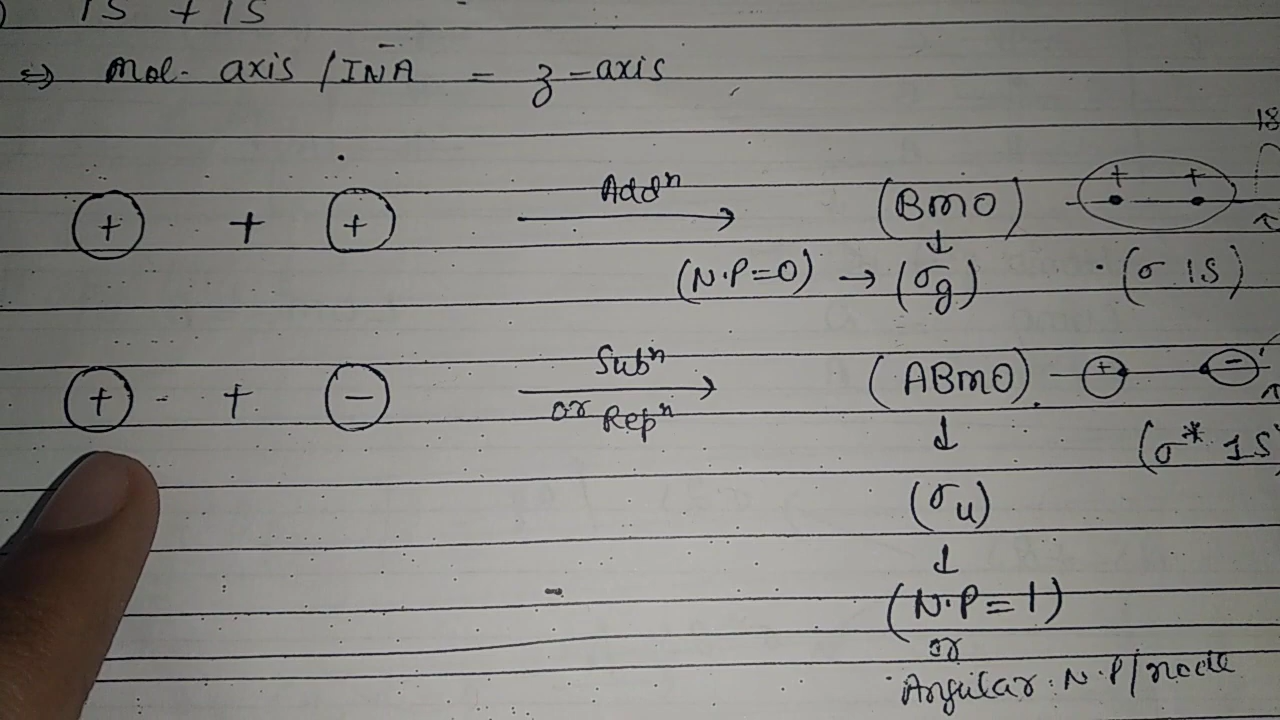 ) 1S + 1S
⇒ mol. axis / INA = z-axis
+ + + Addⁿ → (BMO) + + 18
↓
(N.P=0) → (σg) (σ 1S)
+ + − Subⁿ or Repⁿ → (ABMO) + −
↓ (σ* 1S)
(σu)
↓
(N.P=1)
or
Angular N.P/node